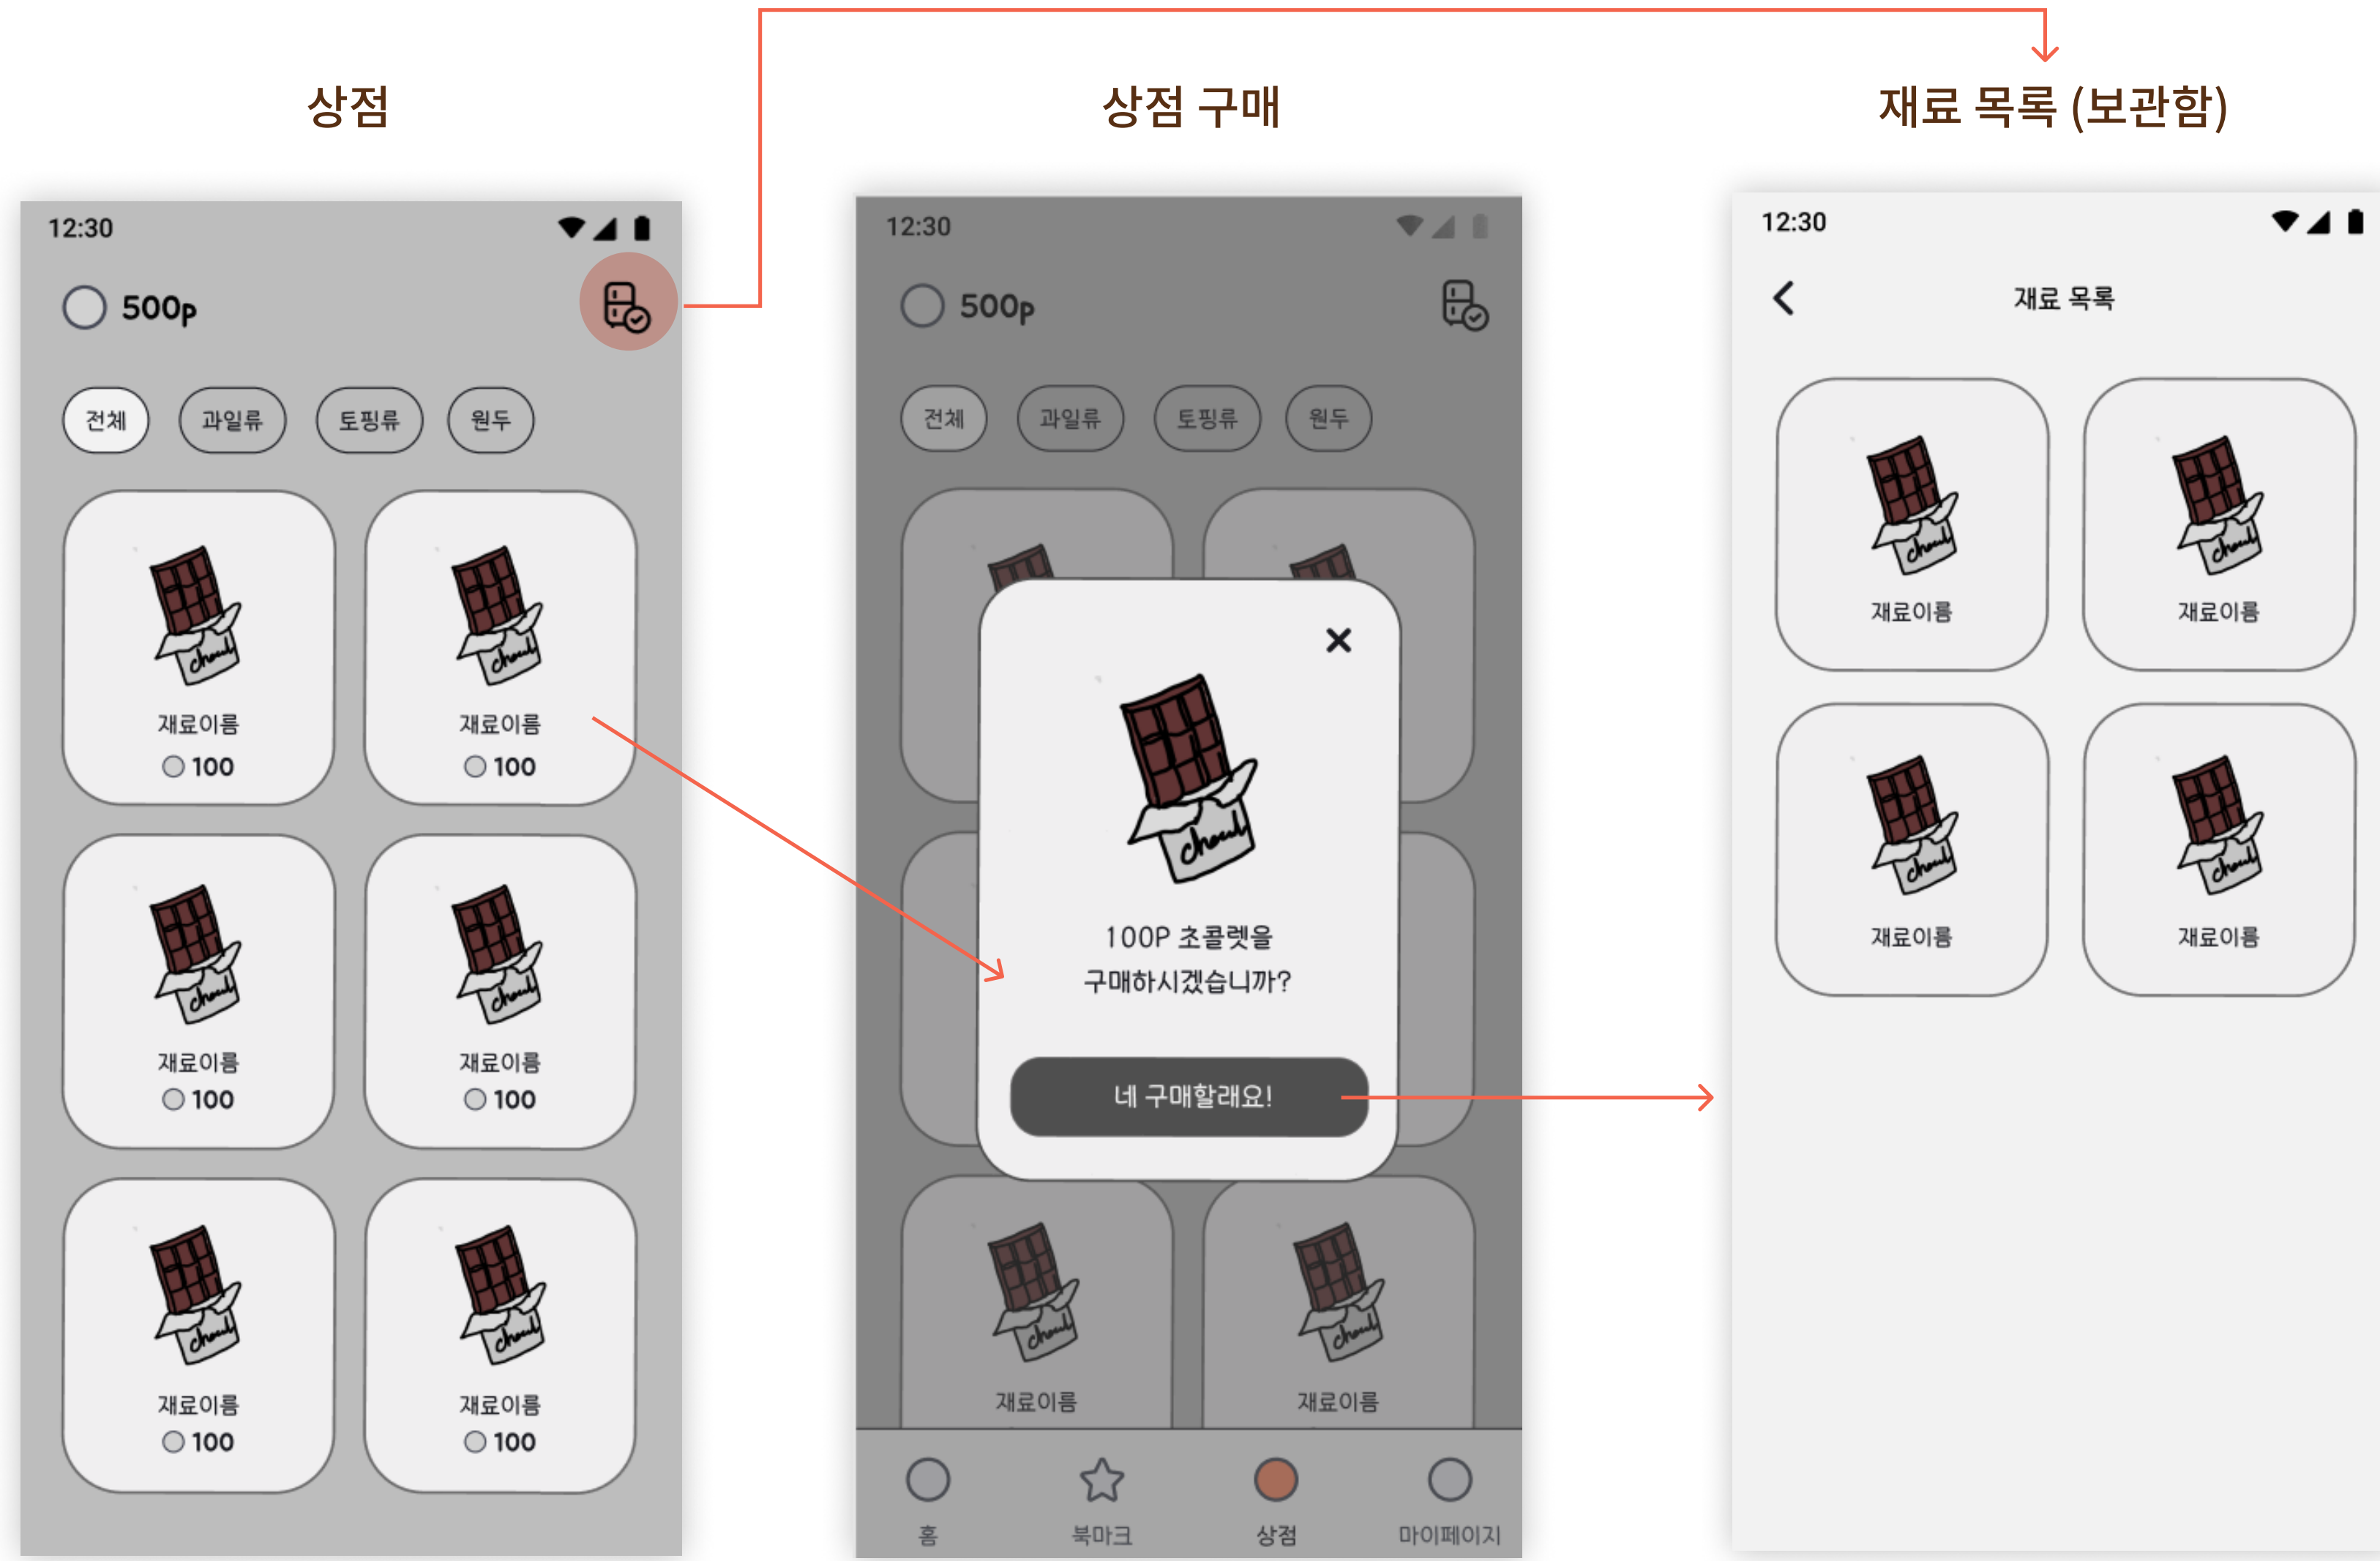 상점
상점 구매
재료 목록 (보관함)
12:30
500p
전체 과일류 토핑류 원두
재료이름 재료이름
100 100
재료이름 재료이름
100 100
재료이름 재료이름
100 100
12:30
500p
전체 과일류 토핑류 원두
100P 초콜렛을
구매하시겠습니까?
네 구매할래요!
재료이름 재료이름
홈 북마크 상점 마이페이지
12:30
재료 목록
재료이름 재료이름
재료이름 재료이름